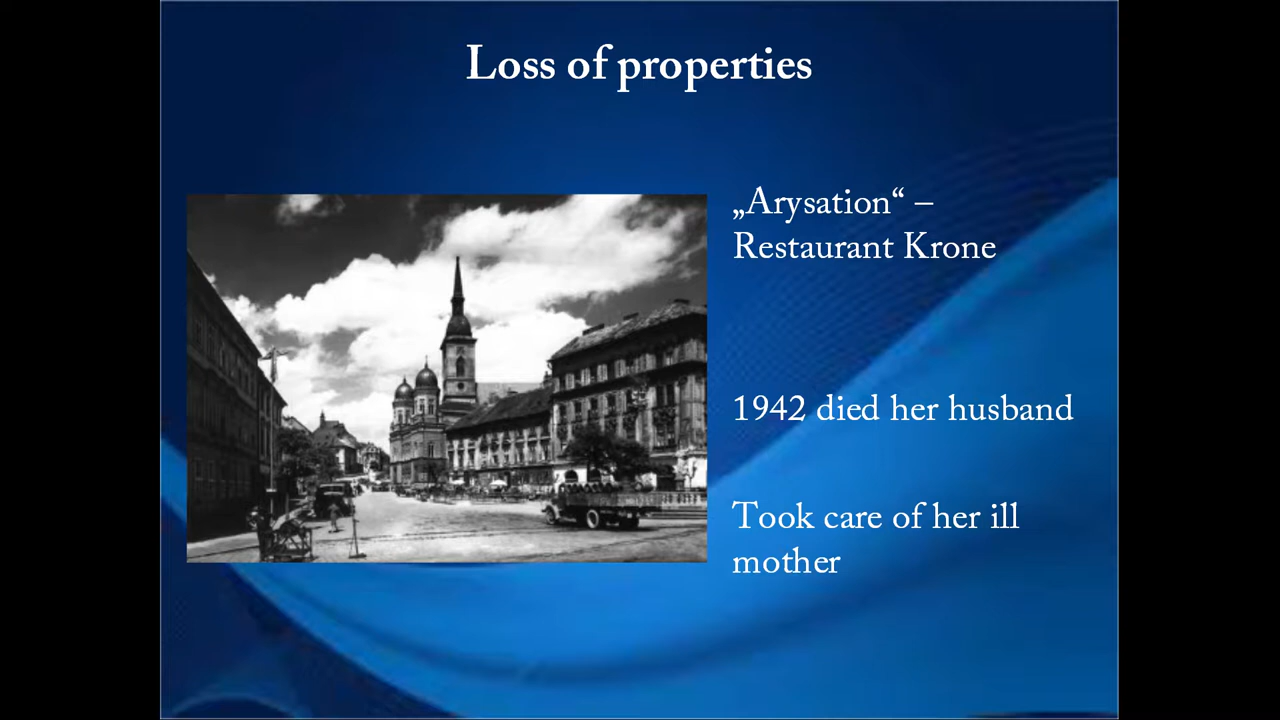 Loss of properties
„Arysation“ –
Restaurant Krone
1942 died her husband
Took care of her ill
mother